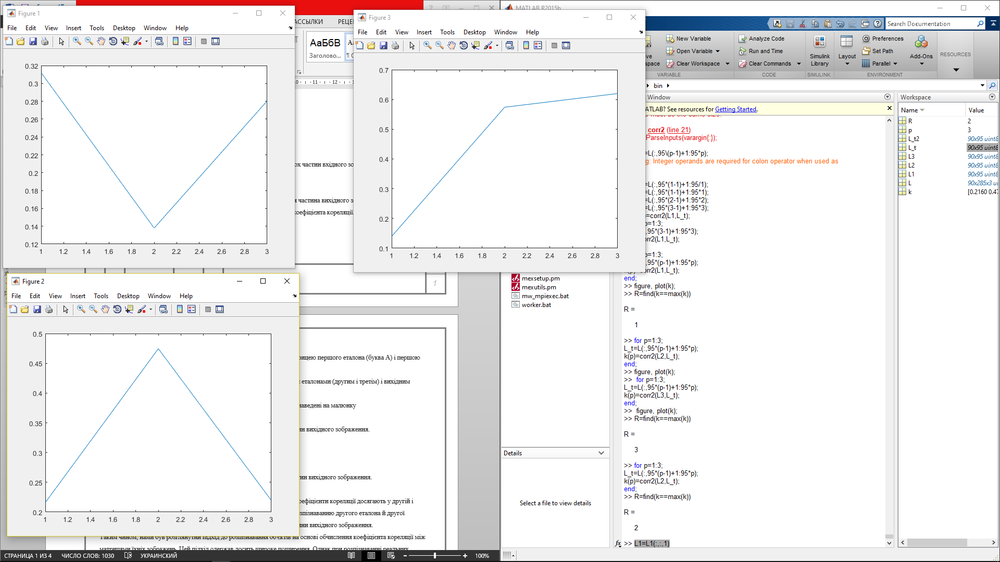 Figure 1
File Edit View Insert Tools Desktop Window Help
0.32
0.3
0.28
0.26
0.24
0.22
0.2
0.18
0.16
0.14
0.12
1 1.2 1.4 1.6 1.8 2 2.2 2.4 2.6 2.8 3
Figure 3
File Edit View Insert Tools Desktop Window Help
0.7
0.6
0.5
0.4
0.3
0.2
0.1
1 1.2 1.4 1.6 1.8 2 2.2 2.4 2.6 2.8 3
Figure 2
File Edit View Insert Tools Desktop Window Help
0.5
0.45
0.4
0.35
0.3
0.25
0.2
1 1.2 1.4 1.6 1.8 2 2.2 2.4 2.6 2.8 3
АССЫЛКИ РЕЦЕ
АаБбВ
Заголово...
11 12
ох частин вхідного зо
частина вихідного з
коефіцієнта кореляції
1
рицею першого еталона (буква А) і першою
еталонами (другим і третім) і вихідним
наведені на малюнку
ин вихідного зображення.
тин вихідного зображення.
оефіцієнти кореляції досягають у другій і
зпізнаванню другого еталона й другої
ини вихідного зображення.
Таким чином, нами був розглянутий підхід до розпізнавання об'єктів на основі обчислення коефіцієнта кореляції між
матрицями їхніх зображень. Цей підхід одержав досить широке поширення. Однак при розпізнаванні реальних
СТРАНИЦА 1 ИЗ 4 ЧИСЛО СЛОВ: 1030 УКРАИНСКИЙ 100%
MATLAB R2015b
Search Documentation
New Variable
Open Variable
Clear Workspace
VARIABLE
Analyze Code
Run and Time
Clear Commands
CODE
Simulink
Library
SIMULINK
Layout
Preferences
Set Path
Parallel
ENVIRONMENT
Add-Ons
RESOURCES
bin
Window
ATLAB? See resources for Getting Started.
must be the same size.
corr2 (line 21)
ParseInputs(varargin{:});
=L(:,95\(p-1)+1:95*p);
g: Integer operands are required for colon operator when used as
=L(:,95*(1-1)+1:95/1);
=L(:,95*(1-1)+1:95*1);
=L(:,95*(2-1)+1:95*2);
=L(:,95*(3-1)+1:95*3);
=corr2(L1,L_t);
p=1:3;
,95*(3-1)+1:95*3);
rr2(L1,L_t);
p=1:3;
,95*(p-1)+1:95*p);
k(p)=corr2(L1,L_t);
end;
>> figure, plot(k);
>> R=find(k==max(k))
R =
1
>> for p=1:3;
L_t=L(:,95*(p-1)+1:95*p);
k(p)=corr2(L2,L_t);
end;
>> figure, plot(k);
>> for p=1:3;
L_t=L(:,95*(p-1)+1:95*p);
k(p)=corr2(L3,L_t);
end;
>> figure, plot(k);
>> R=find(k==max(k))
R =
3
>> for p=1:3;
L_t=L(:,95*(p-1)+1:95*p);
k(p)=corr2(L2,L_t);
end;
>> R=find(k==max(k))
R =
2
fx >> L1=L1(:,:,1)
mexsetup.pm
mexutils.pm
mw_mpiexec.bat
worker.bat
Details
Select a file to view details
Workspace
Name Value
R 2
p 3
L_t2 90x95 uint8
L_t 90x95 uint8
L3 90x95 uint8
L2 90x95 uint8
L1 90x95 uint8
L 90x285x3 ui
k [0.2160 0.47